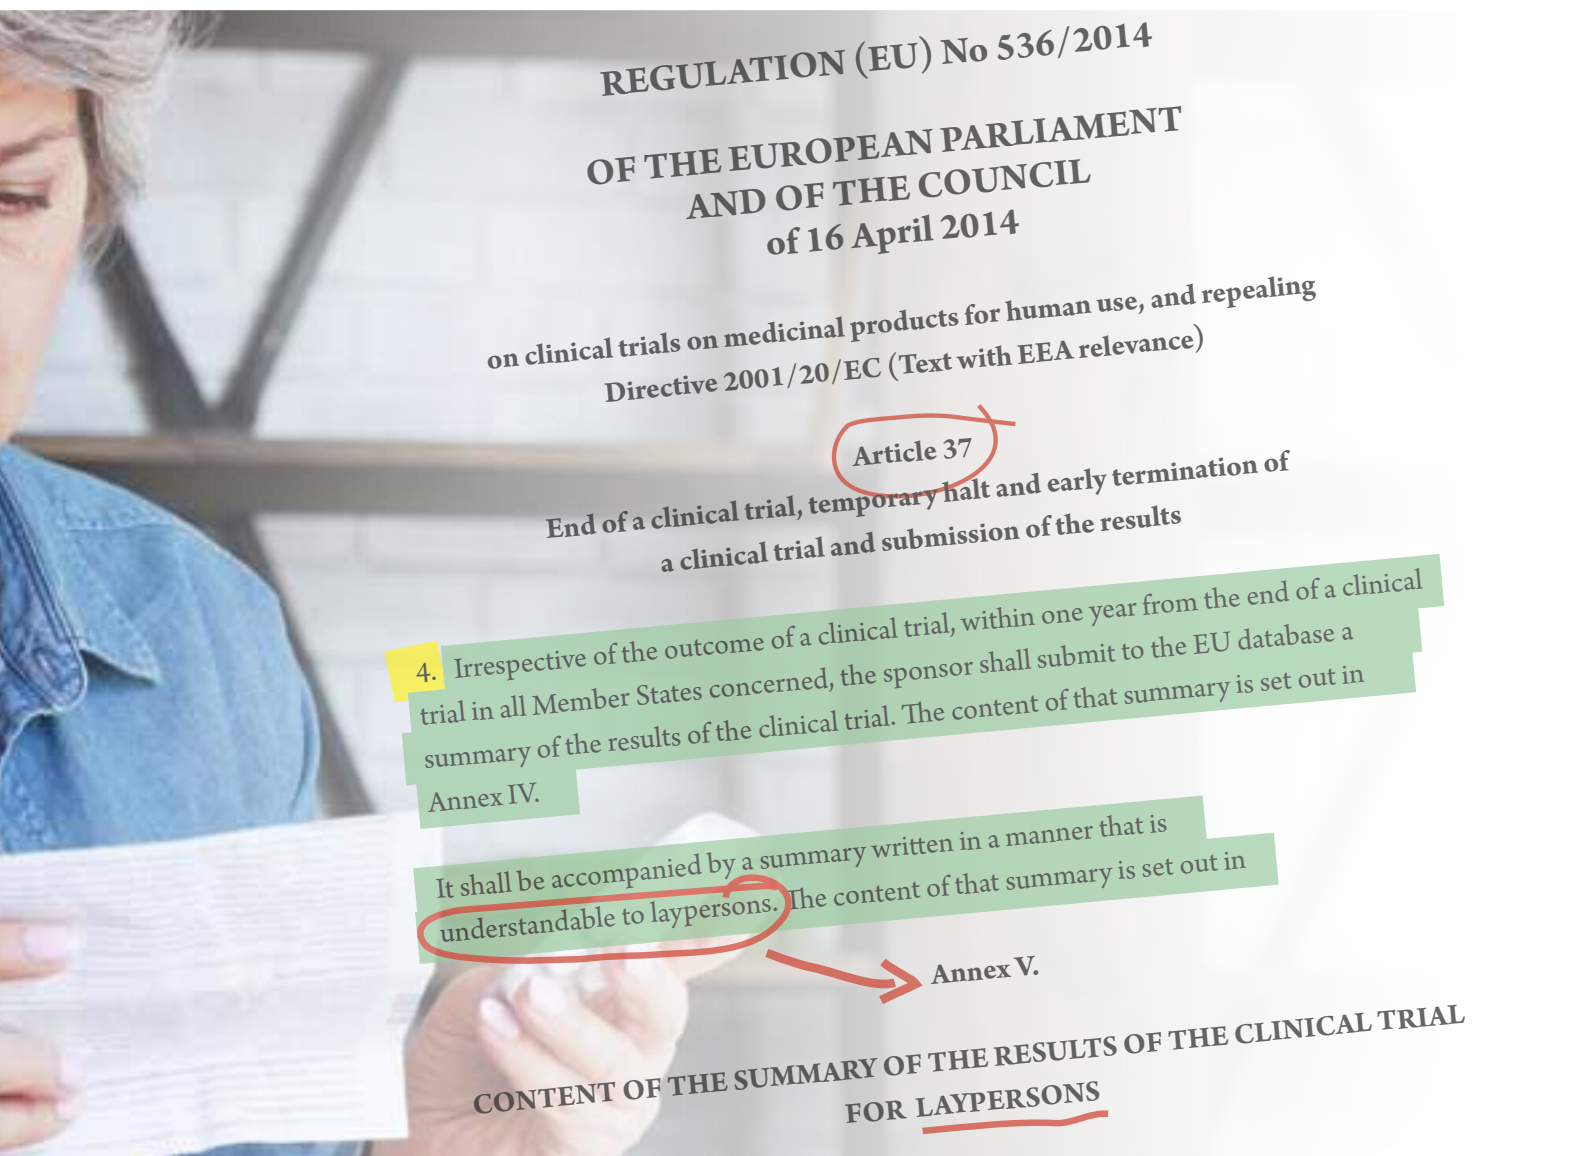 REGULATION (EU) No 536/2014
OF THE EUROPEAN PARLIAMENT
AND OF THE COUNCIL
of 16 April 2014
on clinical trials on medicinal products for human use, and repealing
Directive 2001/20/EC (Text with EEA relevance)
Article 37
End of a clinical trial, temporary halt and early termination of
a clinical trial and submission of the results
4. Irrespective of the outcome of a clinical trial, within one year from the end of a clinical
trial in all Member States concerned, the sponsor shall submit to the EU database a
summary of the results of the clinical trial. The content of that summary is set out in
Annex IV.
It shall be accompanied by a summary written in a manner that is
understandable to laypersons. The content of that summary is set out in
Annex V.
CONTENT OF THE SUMMARY OF THE RESULTS OF THE CLINICAL TRIAL
FOR LAYPERSONS